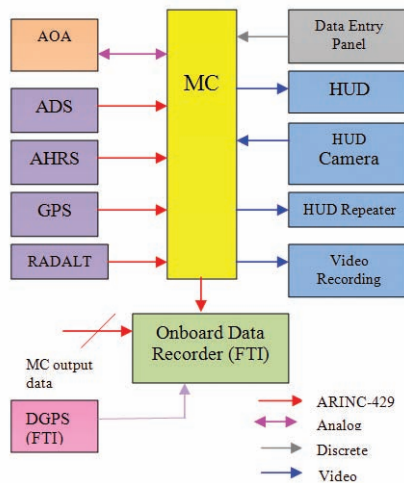 AOA
ADS
AHRS
GPS
RADALT
MC
Data Entry
Panel
HUD
HUD
Camera
HUD Repeater
Video
Recording
Onboard Data
Recorder (FTI)
MC output
data
DGPS
(FTI)
ARINC-429
Analog
Discrete
Video